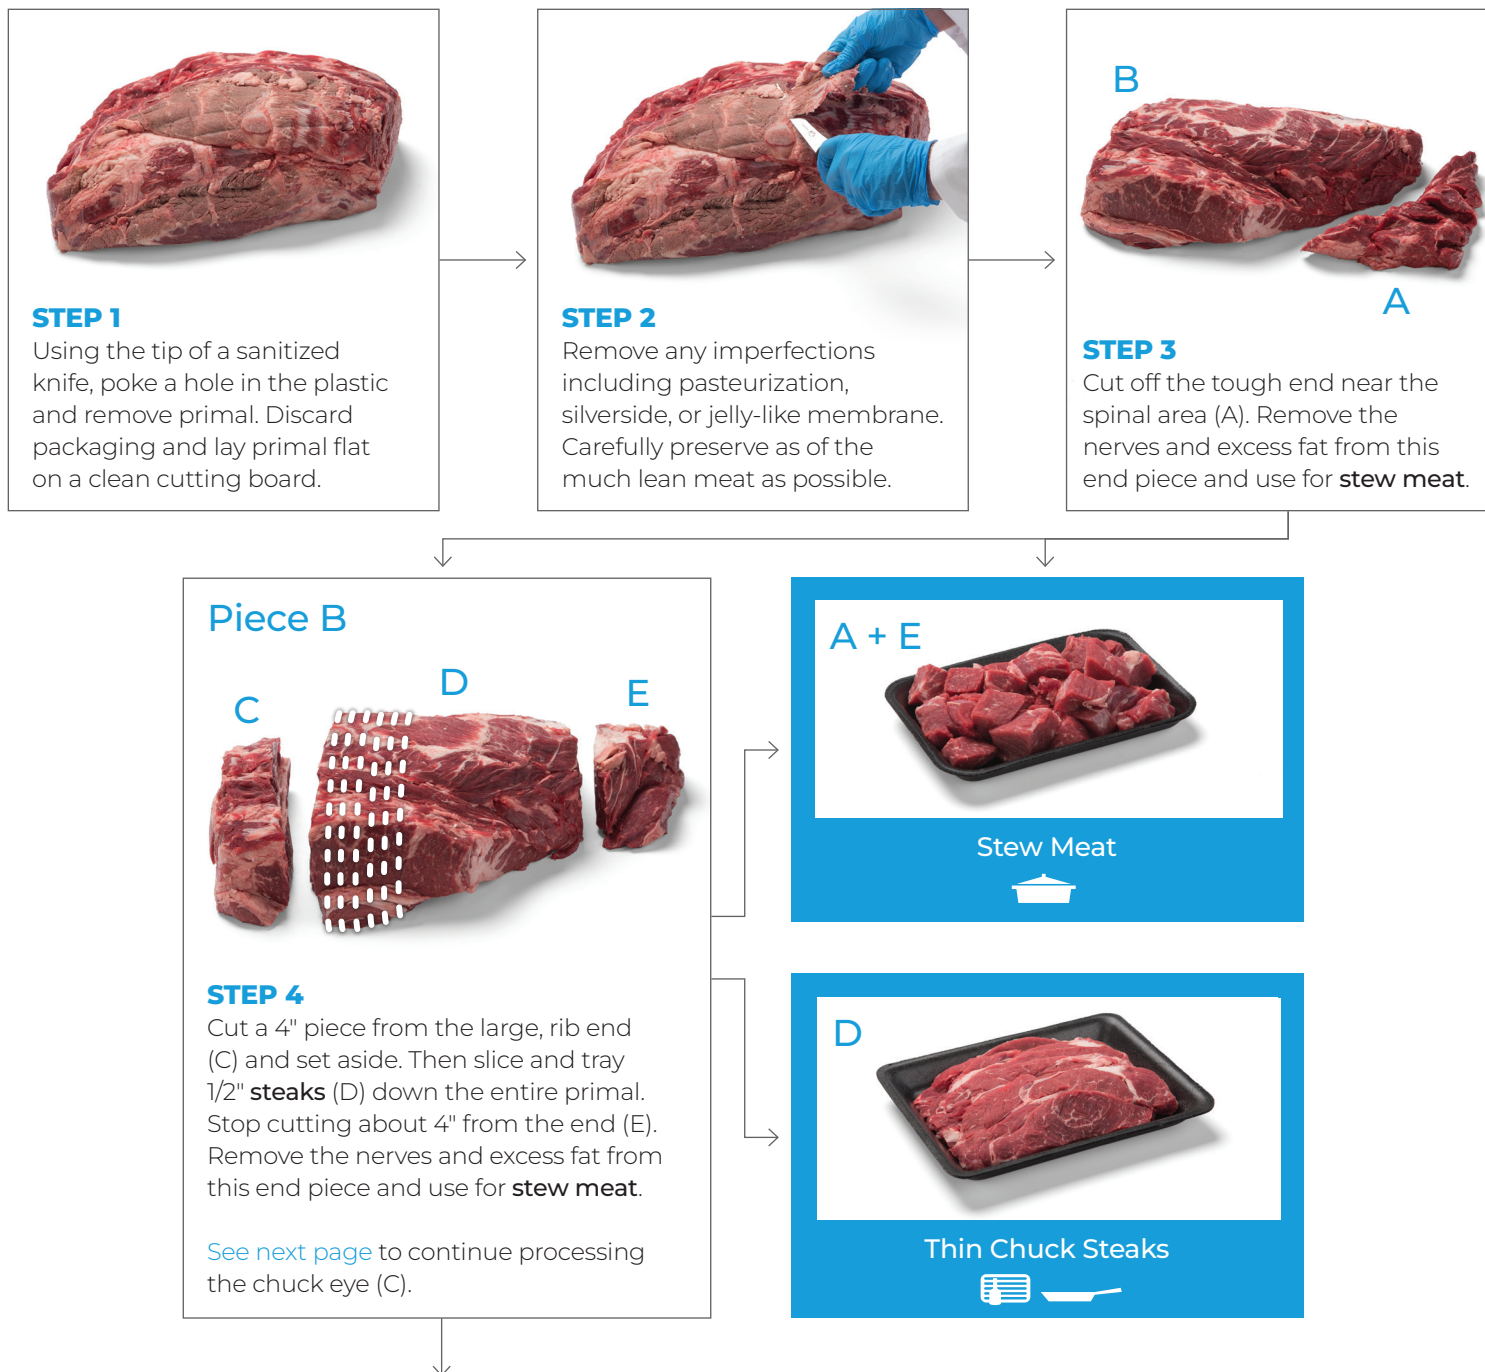 STEP 1
Using the tip of a sanitized
knife, poke a hole in the plastic
and remove primal. Discard
packaging and lay primal flat
on a clean cutting board.
STEP 2
Remove any imperfections
including pasteurization,
silverside, or jelly-like membrane.
Carefully preserve as of the
much lean meat as possible.
B
A
STEP 3
Cut off the tough end near the
spinal area (A). Remove the
nerves and excess fat from this
end piece and use for stew meat.
Piece B
C
D
E
STEP 4
Cut a 4" piece from the large, rib end
(C) and set aside. Then slice and tray
1/2" steaks (D) down the entire primal.
Stop cutting about 4" from the end (E).
Remove the nerves and excess fat from
this end piece and use for stew meat.
See next page to continue processing
the chuck eye (C).
A + E
Stew Meat
D
Thin Chuck Steaks